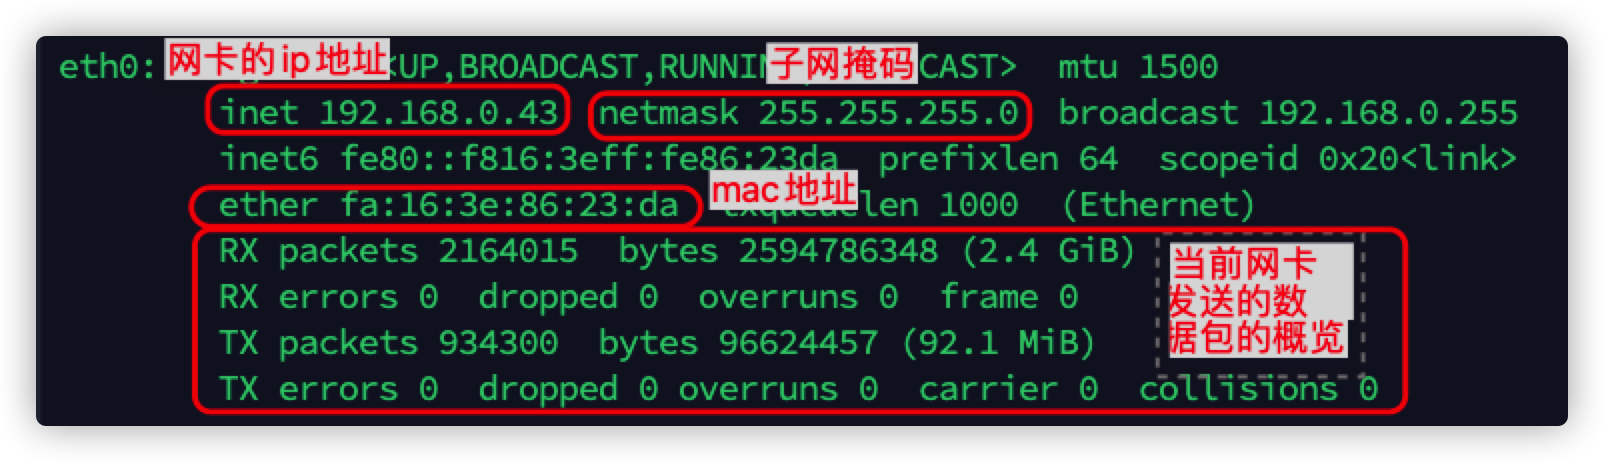 eth0: 网卡的ip地址 <UP,BROADCAST,RUNNIN 子网掩码 CAST> mtu 1500
inet 192.168.0.43 netmask 255.255.255.0 broadcast 192.168.0.255
inet6 fe80::f816:3eff:fe86:23da prefixlen 64 scopeid 0x20<link>
ether fa:16:3e:86:23:da mac地址 txqueuelen 1000 (Ethernet)
RX packets 2164015 bytes 2594786348 (2.4 GiB)
RX errors 0 dropped 0 overruns 0 frame 0
TX packets 934300 bytes 96624457 (92.1 MiB)
TX errors 0 dropped 0 overruns 0 carrier 0 collisions 0
当前网卡
发送的数
据包的概览